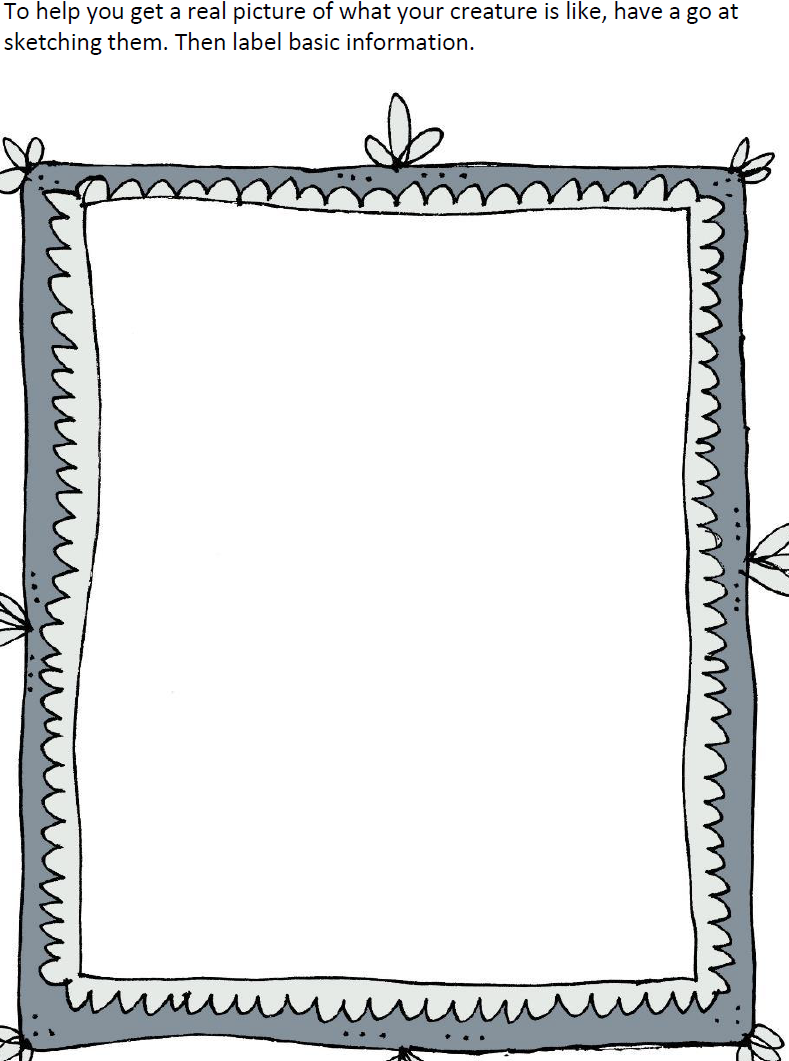 To help you get a real picture of what your creature is like, have a go at
sketching them. Then label basic information.